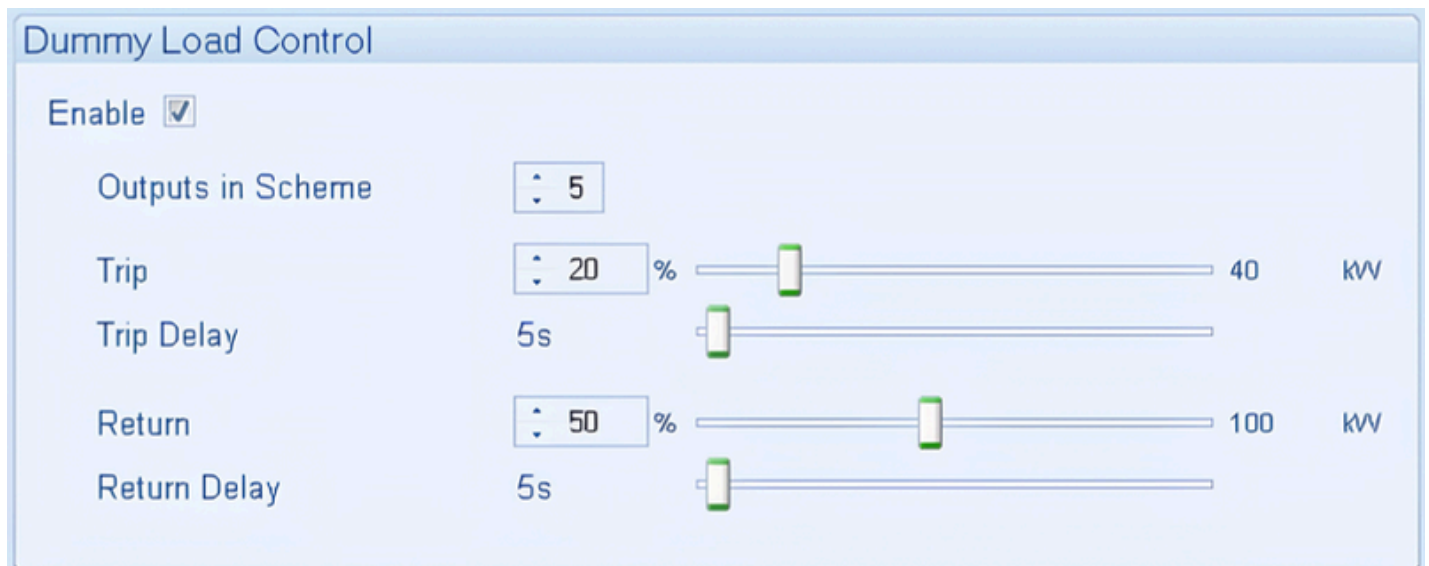 Dummy Load Control
Enable
Outputs in Scheme 5
Trip 20 % 40 kW
Trip Delay 5s
Return 50 % 100 kW
Return Delay 5s